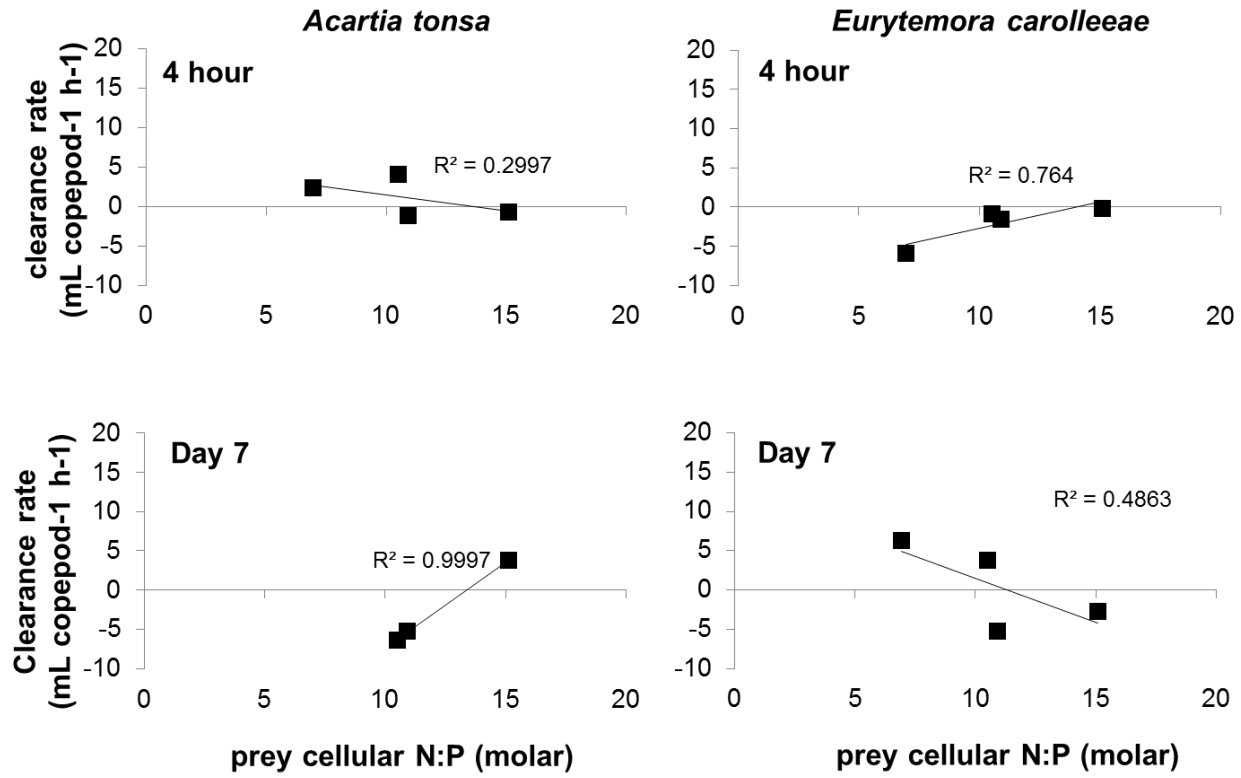 Acartia tonsa
Eurytemora carolleeae
clearance rate
(mL copepod-1 h-1)
20
15
10
5
0
-5
-10
4 hour
R² = 0.2997
0 5 10 15 20
20
15
10
5
0
-5
-10
4 hour
R² = 0.764
0 5 10 15 20
Clearance rate
(mL copepod-1 h-1)
20
15
10
5
0
-5
-10
Day 7
R² = 0.9997
0 5 10 15 20
prey cellular N:P (molar)
20
15
10
5
0
-5
-10
Day 7
R² = 0.4863
0 5 10 15 20
prey cellular N:P (molar)